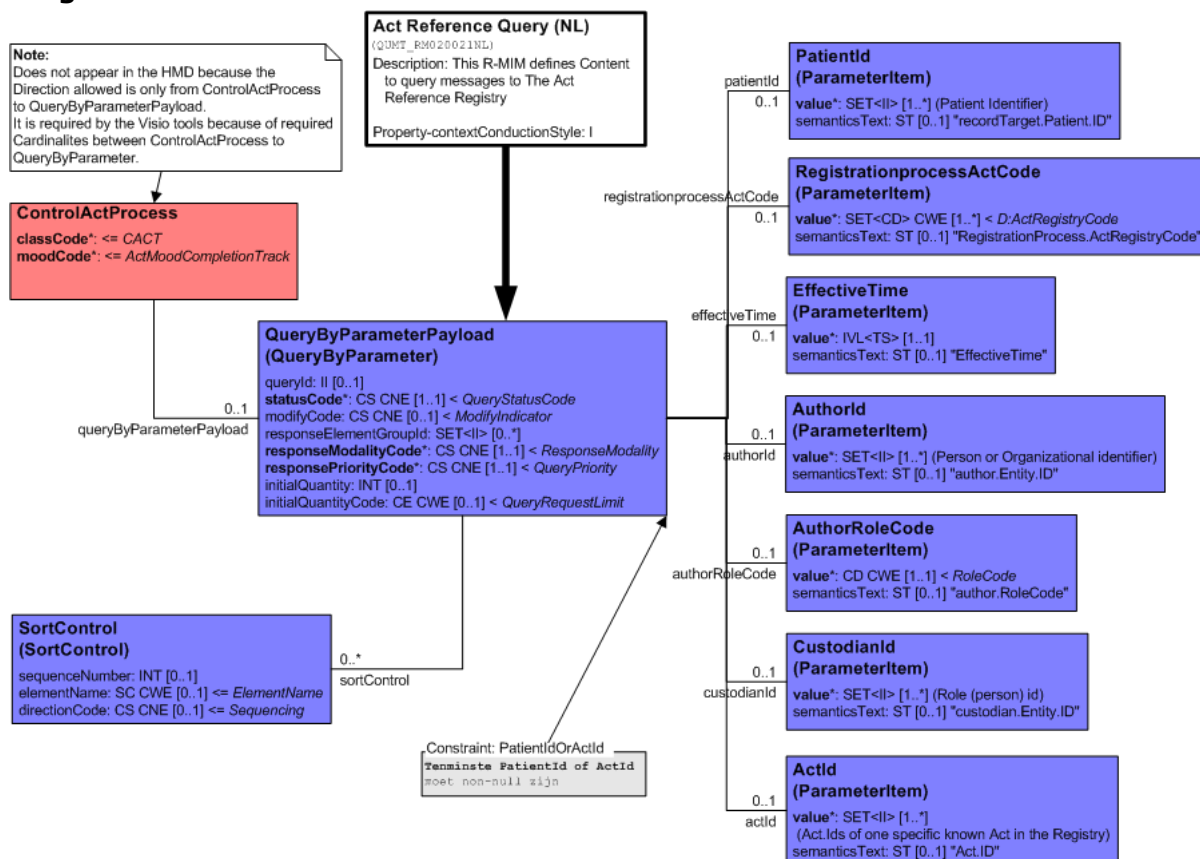 Act Reference Query (NL)
(QUMT_RM020021NL)
Description: This R-MIM defines Content
to query messages to The Act
Reference Registry
Property-contextConductionStyle: I
Note:
Does not appear in the HMD because the
Direction allowed is only from ControlActProcess
to QueryByParameterPayload.
It is required by the Visio tools because of required
Cardinalites between ControlActProcess to
QueryByParameter.
ControlActProcess
classCode*: <= CACT
moodCode*: <= ActMoodCompletionTrack
0..1
queryByParameterPayload
QueryByParameterPayload
(QueryByParameter)
queryId: II [0..1]
statusCode*: CS CNE [1..1] < QueryStatusCode
modifyCode: CS CNE [0..1] < ModifyIndicator
responseElementGroupId: SET<II> [0..*]
responseModalityCode*: CS CNE [1..1] < ResponseModality
responsePriorityCode*: CS CNE [1..1] < QueryPriority
initialQuantity: INT [0..1]
initialQuantityCode: CE CWE [0..1] < QueryRequestLimit
SortControl
(SortControl)
sequenceNumber: INT [0..1]
elementName: SC CWE [0..1] <= ElementName
directionCode: CS CNE [0..1] <= Sequencing
0..*
sortControl
Constraint: PatientIdOrActId
Tenminste PatientId of ActId
moet non-null zijn
patientId
0..1
PatientId
(ParameterItem)
value*: SET<II> [1..*] (Patient Identifier)
semanticsText: ST [0..1] "recordTarget.Patient.ID"
registrationprocessActCode
0..1
RegistrationprocessActCode
(ParameterItem)
value*: SET<CD> CWE [1..*] < D:ActRegistryCode
semanticsText: ST [0..1] "RegistrationProcess.ActRegistryCode"
effectiveTime
0..1
EffectiveTime
(ParameterItem)
value*: IVL<TS> [1..1]
semanticsText: ST [0..1] "EffectiveTime"
0..1
authorId
AuthorId
(ParameterItem)
value*: SET<II> [1..*] (Person or Organizational identifier)
semanticsText: ST [0..1] "author.Entity.ID"
0..1
authorRoleCode
AuthorRoleCode
(ParameterItem)
value*: CD CWE [1..1] < RoleCode
semanticsText: ST [0..1] "author.RoleCode"
0..1
custodianId
CustodianId
(ParameterItem)
value*: SET<II> [1..*] (Role (person) id)
semanticsText: ST [0..1] "custodian.Entity.ID"
0..1
actId
ActId
(ParameterItem)
value*: SET<II> [1..*]
(Act.Ids of one specific known Act in the Registry)
semanticsText: ST [0..1] "Act.ID"